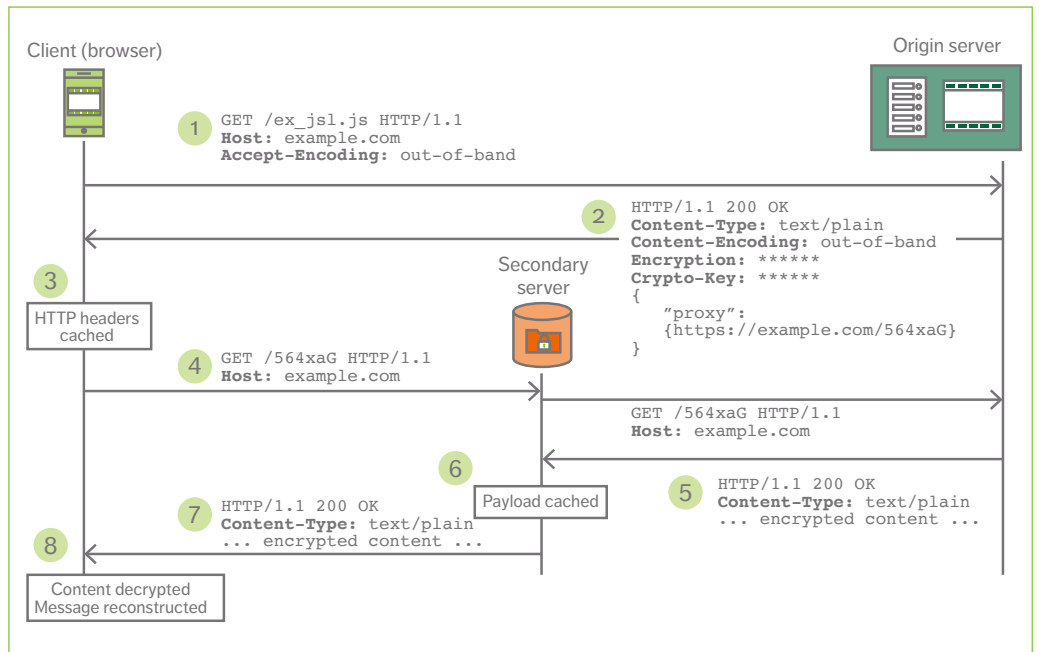 Client (browser)
Origin server
1
GET /ex_jsl.js HTTP/1.1
Host: example.com
Accept-Encoding: out-of-band
2
HTTP/1.1 200 OK
Content-Type: text/plain
Content-Encoding: out-of-band
Encryption: ******
Crypto-Key: ******
{
”proxy”:
{https://example.com/564xaG}
}
3
HTTP headers
cached
Secondary
server
4
GET /564xaG HTTP/1.1
Host: example.com
GET /564xaG HTTP/1.1
Host: example.com
5
HTTP/1.1 200 OK
Content-Type: text/plain
... encrypted content ...
6
Payload cached
7
HTTP/1.1 200 OK
Content-Type: text/plain
... encrypted content ...
8
Content decrypted
Message reconstructed